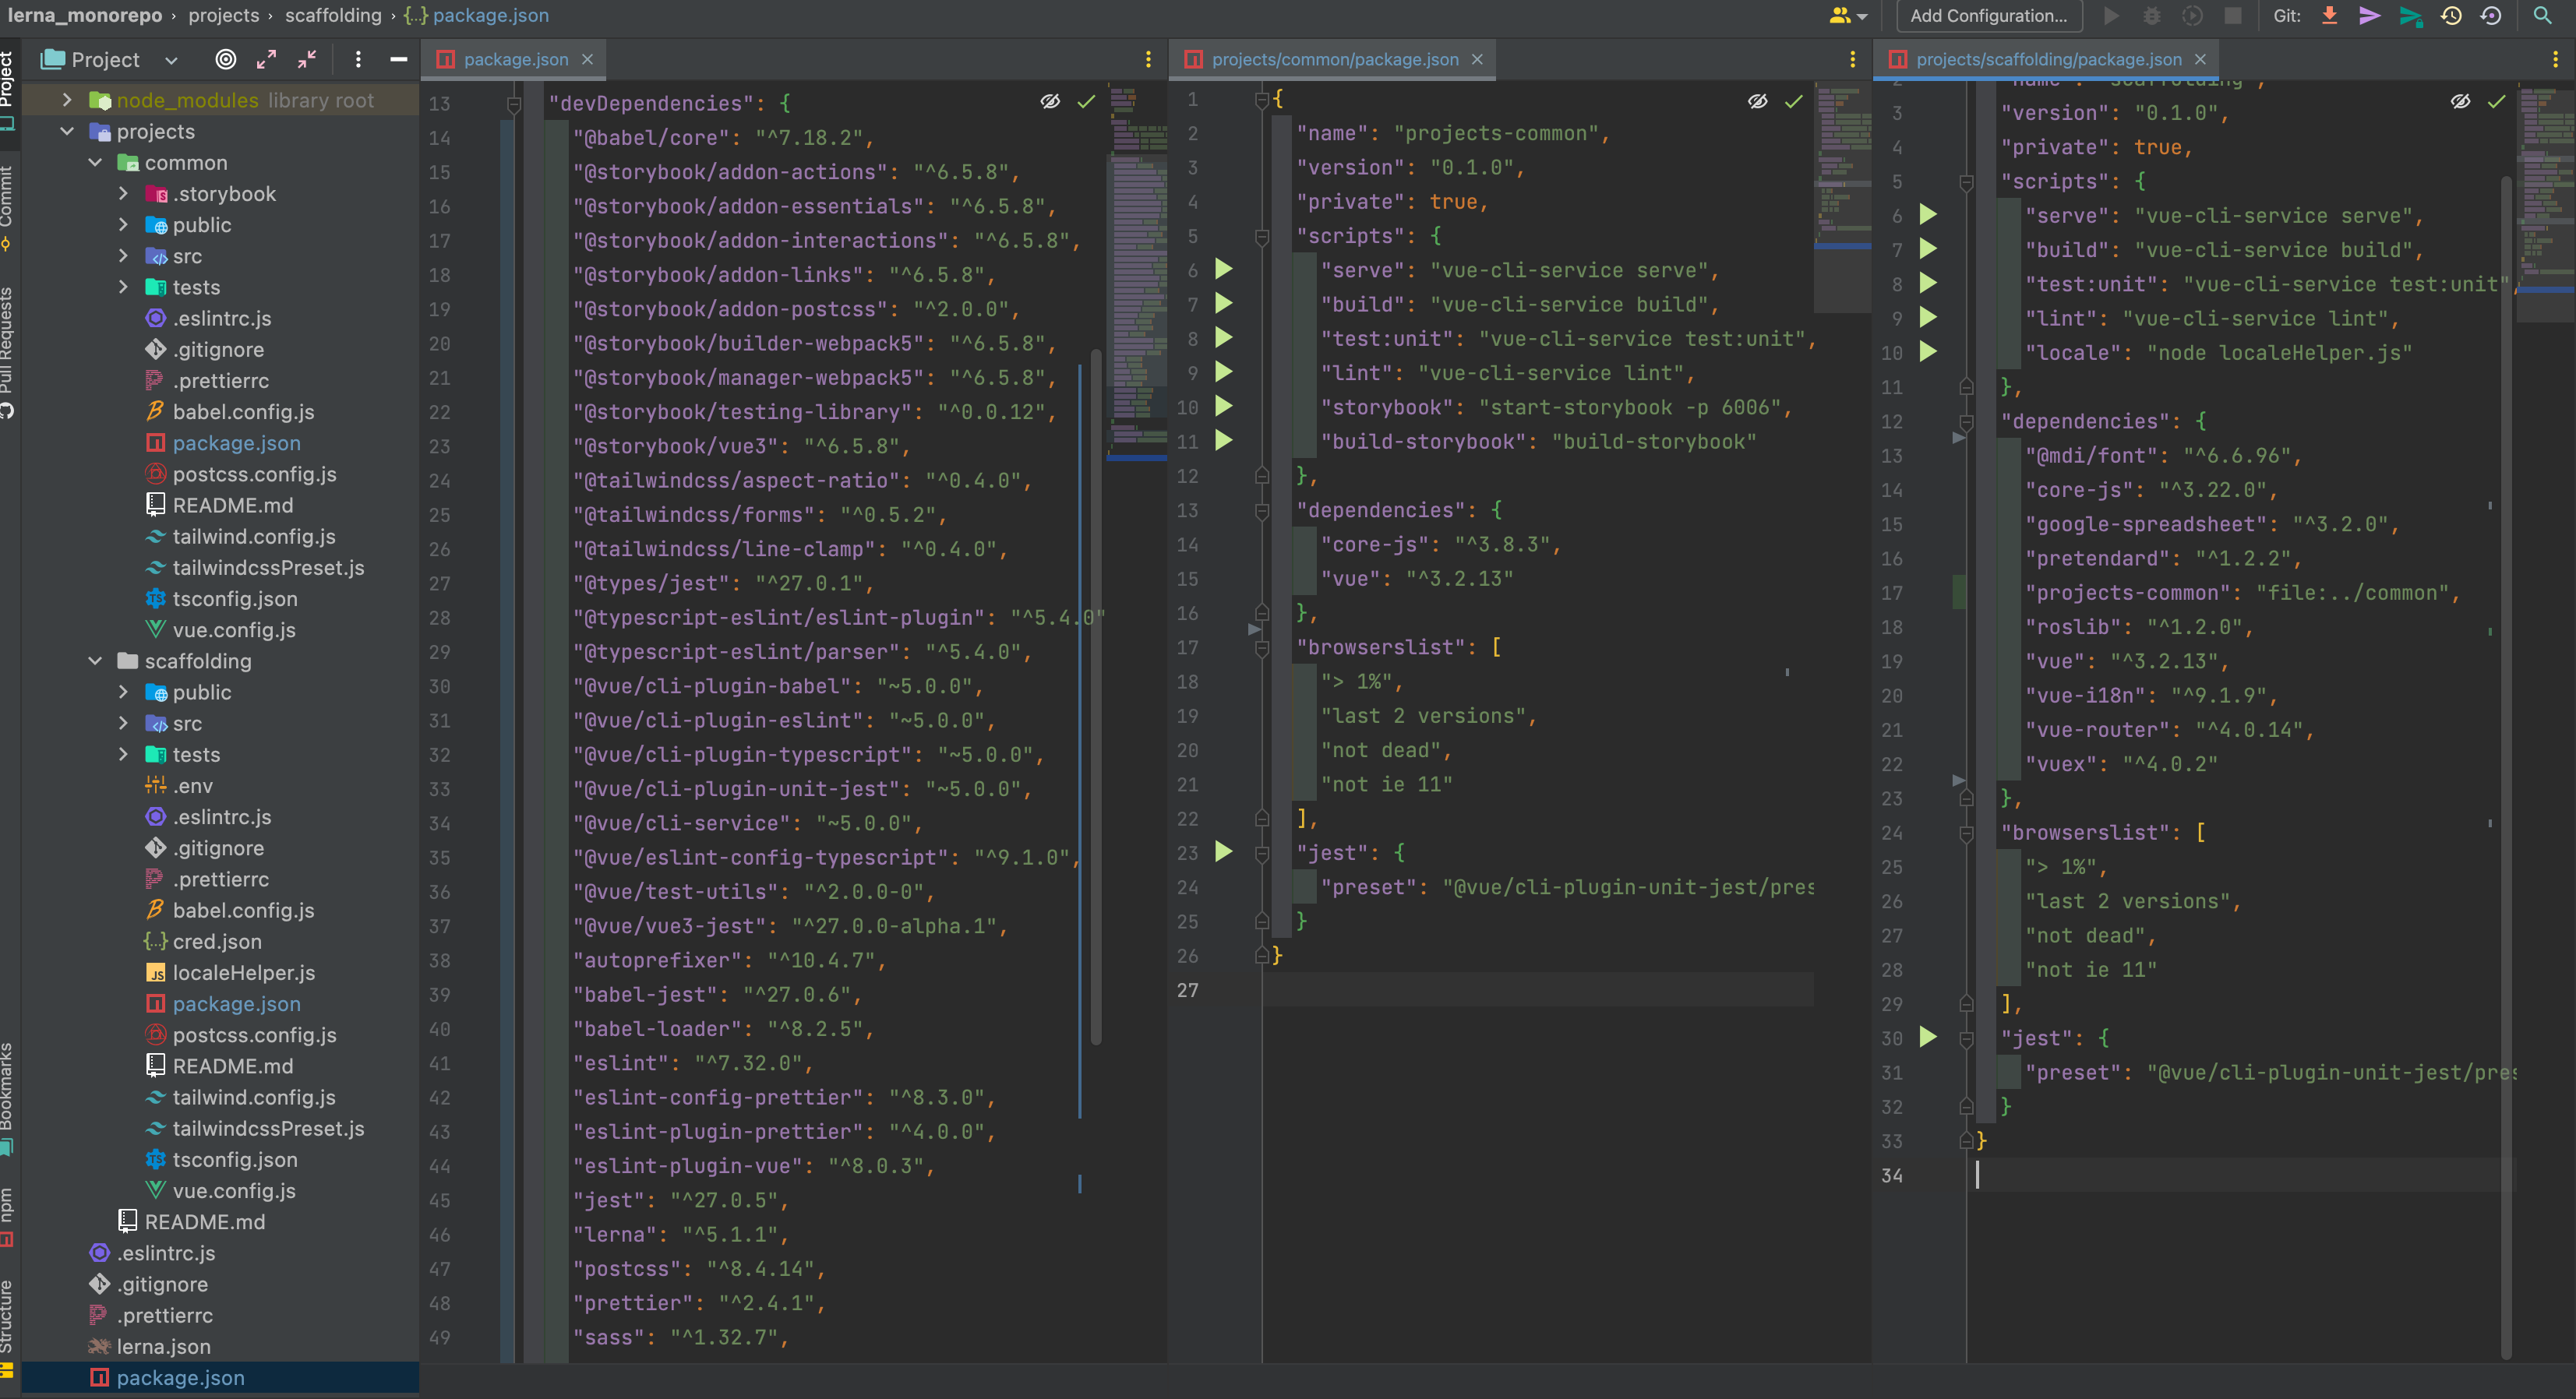 lerna_monorepo › projects › scaffolding › {…} package.json
Add Configuration...
Git:
Project
Commit
Pull Requests
Bookmarks
npm
Structure
Project
node_modules library root
projects
common
.storybook
public
src
tests
.eslintrc.js
.gitignore
.prettierrc
babel.config.js
package.json
postcss.config.js
README.md
tailwind.config.js
tailwindcssPreset.js
tsconfig.json
vue.config.js
scaffolding
public
src
tests
.env
.eslintrc.js
.gitignore
.prettierrc
babel.config.js
{…} cred.json
localeHelper.js
package.json
postcss.config.js
README.md
tailwind.config.js
tailwindcssPreset.js
tsconfig.json
vue.config.js
README.md
.eslintrc.js
.gitignore
.prettierrc
lerna.json
package.json
package.json
13 "devDependencies": {
14 "@babel/core": "^7.18.2",
15 "@storybook/addon-actions": "^6.5.8",
16 "@storybook/addon-essentials": "^6.5.8",
17 "@storybook/addon-interactions": "^6.5.8",
18 "@storybook/addon-links": "^6.5.8",
19 "@storybook/addon-postcss": "^2.0.0",
20 "@storybook/builder-webpack5": "^6.5.8",
21 "@storybook/manager-webpack5": "^6.5.8",
22 "@storybook/testing-library": "^0.0.12",
23 "@storybook/vue3": "^6.5.8",
24 "@tailwindcss/aspect-ratio": "^0.4.0",
25 "@tailwindcss/forms": "^0.5.2",
26 "@tailwindcss/line-clamp": "^0.4.0",
27 "@types/jest": "^27.0.1",
28 "@typescript-eslint/eslint-plugin": "^5.4.0"
29 "@typescript-eslint/parser": "^5.4.0",
30 "@vue/cli-plugin-babel": "~5.0.0",
31 "@vue/cli-plugin-eslint": "~5.0.0",
32 "@vue/cli-plugin-typescript": "~5.0.0",
33 "@vue/cli-plugin-unit-jest": "~5.0.0",
34 "@vue/cli-service": "~5.0.0",
35 "@vue/eslint-config-typescript": "^9.1.0",
36 "@vue/test-utils": "^2.0.0-0",
37 "@vue/vue3-jest": "^27.0.0-alpha.1",
38 "autoprefixer": "^10.4.7",
39 "babel-jest": "^27.0.6",
40 "babel-loader": "^8.2.5",
41 "eslint": "^7.32.0",
42 "eslint-config-prettier": "^8.3.0",
43 "eslint-plugin-prettier": "^4.0.0",
44 "eslint-plugin-vue": "^8.0.3",
45 "jest": "^27.0.5",
46 "lerna": "^5.1.1",
47 "postcss": "^8.4.14",
48 "prettier": "^2.4.1",
49 "sass": "^1.32.7",
projects/common/package.json
1 {
2 "name": "projects-common",
3 "version": "0.1.0",
4 "private": true,
5 "scripts": {
6 "serve": "vue-cli-service serve",
7 "build": "vue-cli-service build",
8 "test:unit": "vue-cli-service test:unit",
9 "lint": "vue-cli-service lint",
10 "storybook": "start-storybook -p 6006",
11 "build-storybook": "build-storybook"
12 },
13 "dependencies": {
14 "core-js": "^3.8.3",
15 "vue": "^3.2.13"
16 },
17 "browserslist": [
18 "> 1%",
19 "last 2 versions",
20 "not dead",
21 "not ie 11"
22 ],
23 "jest": {
24 "preset": "@vue/cli-plugin-unit-jest/pres
25 }
26 }
27
projects/scaffolding/package.json
2 "name": "scaffolding",
3 "version": "0.1.0",
4 "private": true,
5 "scripts": {
6 "serve": "vue-cli-service serve",
7 "build": "vue-cli-service build",
8 "test:unit": "vue-cli-service test:unit",
9 "lint": "vue-cli-service lint",
10 "locale": "node localeHelper.js"
11 },
12 "dependencies": {
13 "@mdi/font": "^6.6.96",
14 "core-js": "^3.22.0",
15 "google-spreadsheet": "^3.2.0",
16 "pretendard": "^1.2.2",
17 "projects-common": "file:../common",
18 "roslib": "^1.2.0",
19 "vue": "^3.2.13",
20 "vue-i18n": "^9.1.9",
21 "vue-router": "^4.0.14",
22 "vuex": "^4.0.2"
23 },
24 "browserslist": [
25 "> 1%",
26 "last 2 versions",
27 "not dead",
28 "not ie 11"
29 ],
30 "jest": {
31 "preset": "@vue/cli-plugin-unit-jest/pres
32 }
33 }
34